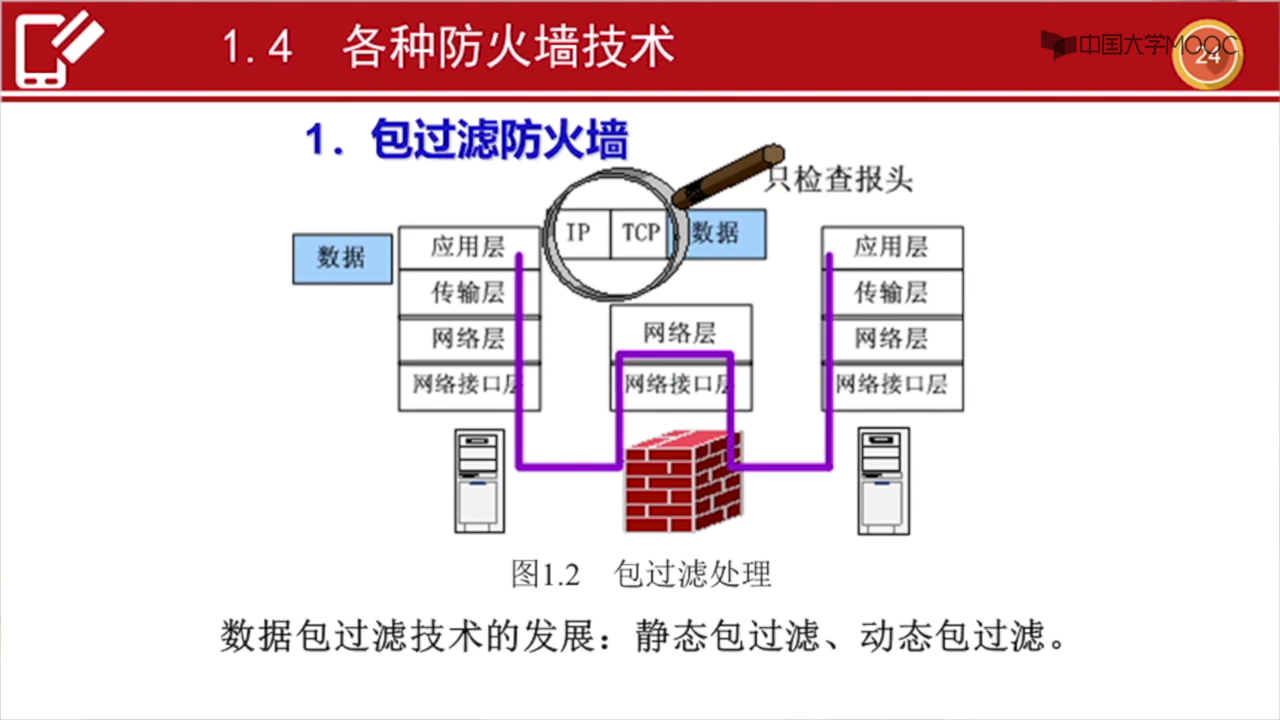 1.4 各种防火墙技术
中国大学MOOC
24
1. 包过滤防火墙
只检查报头
IP TCP 数据
数据
应用层
传输层
网络层
网络接口层
网络层
网络接口层
应用层
传输层
网络层
网络接口层
图1.2 包过滤处理
数据包过滤技术的发展：静态包过滤、动态包过滤。